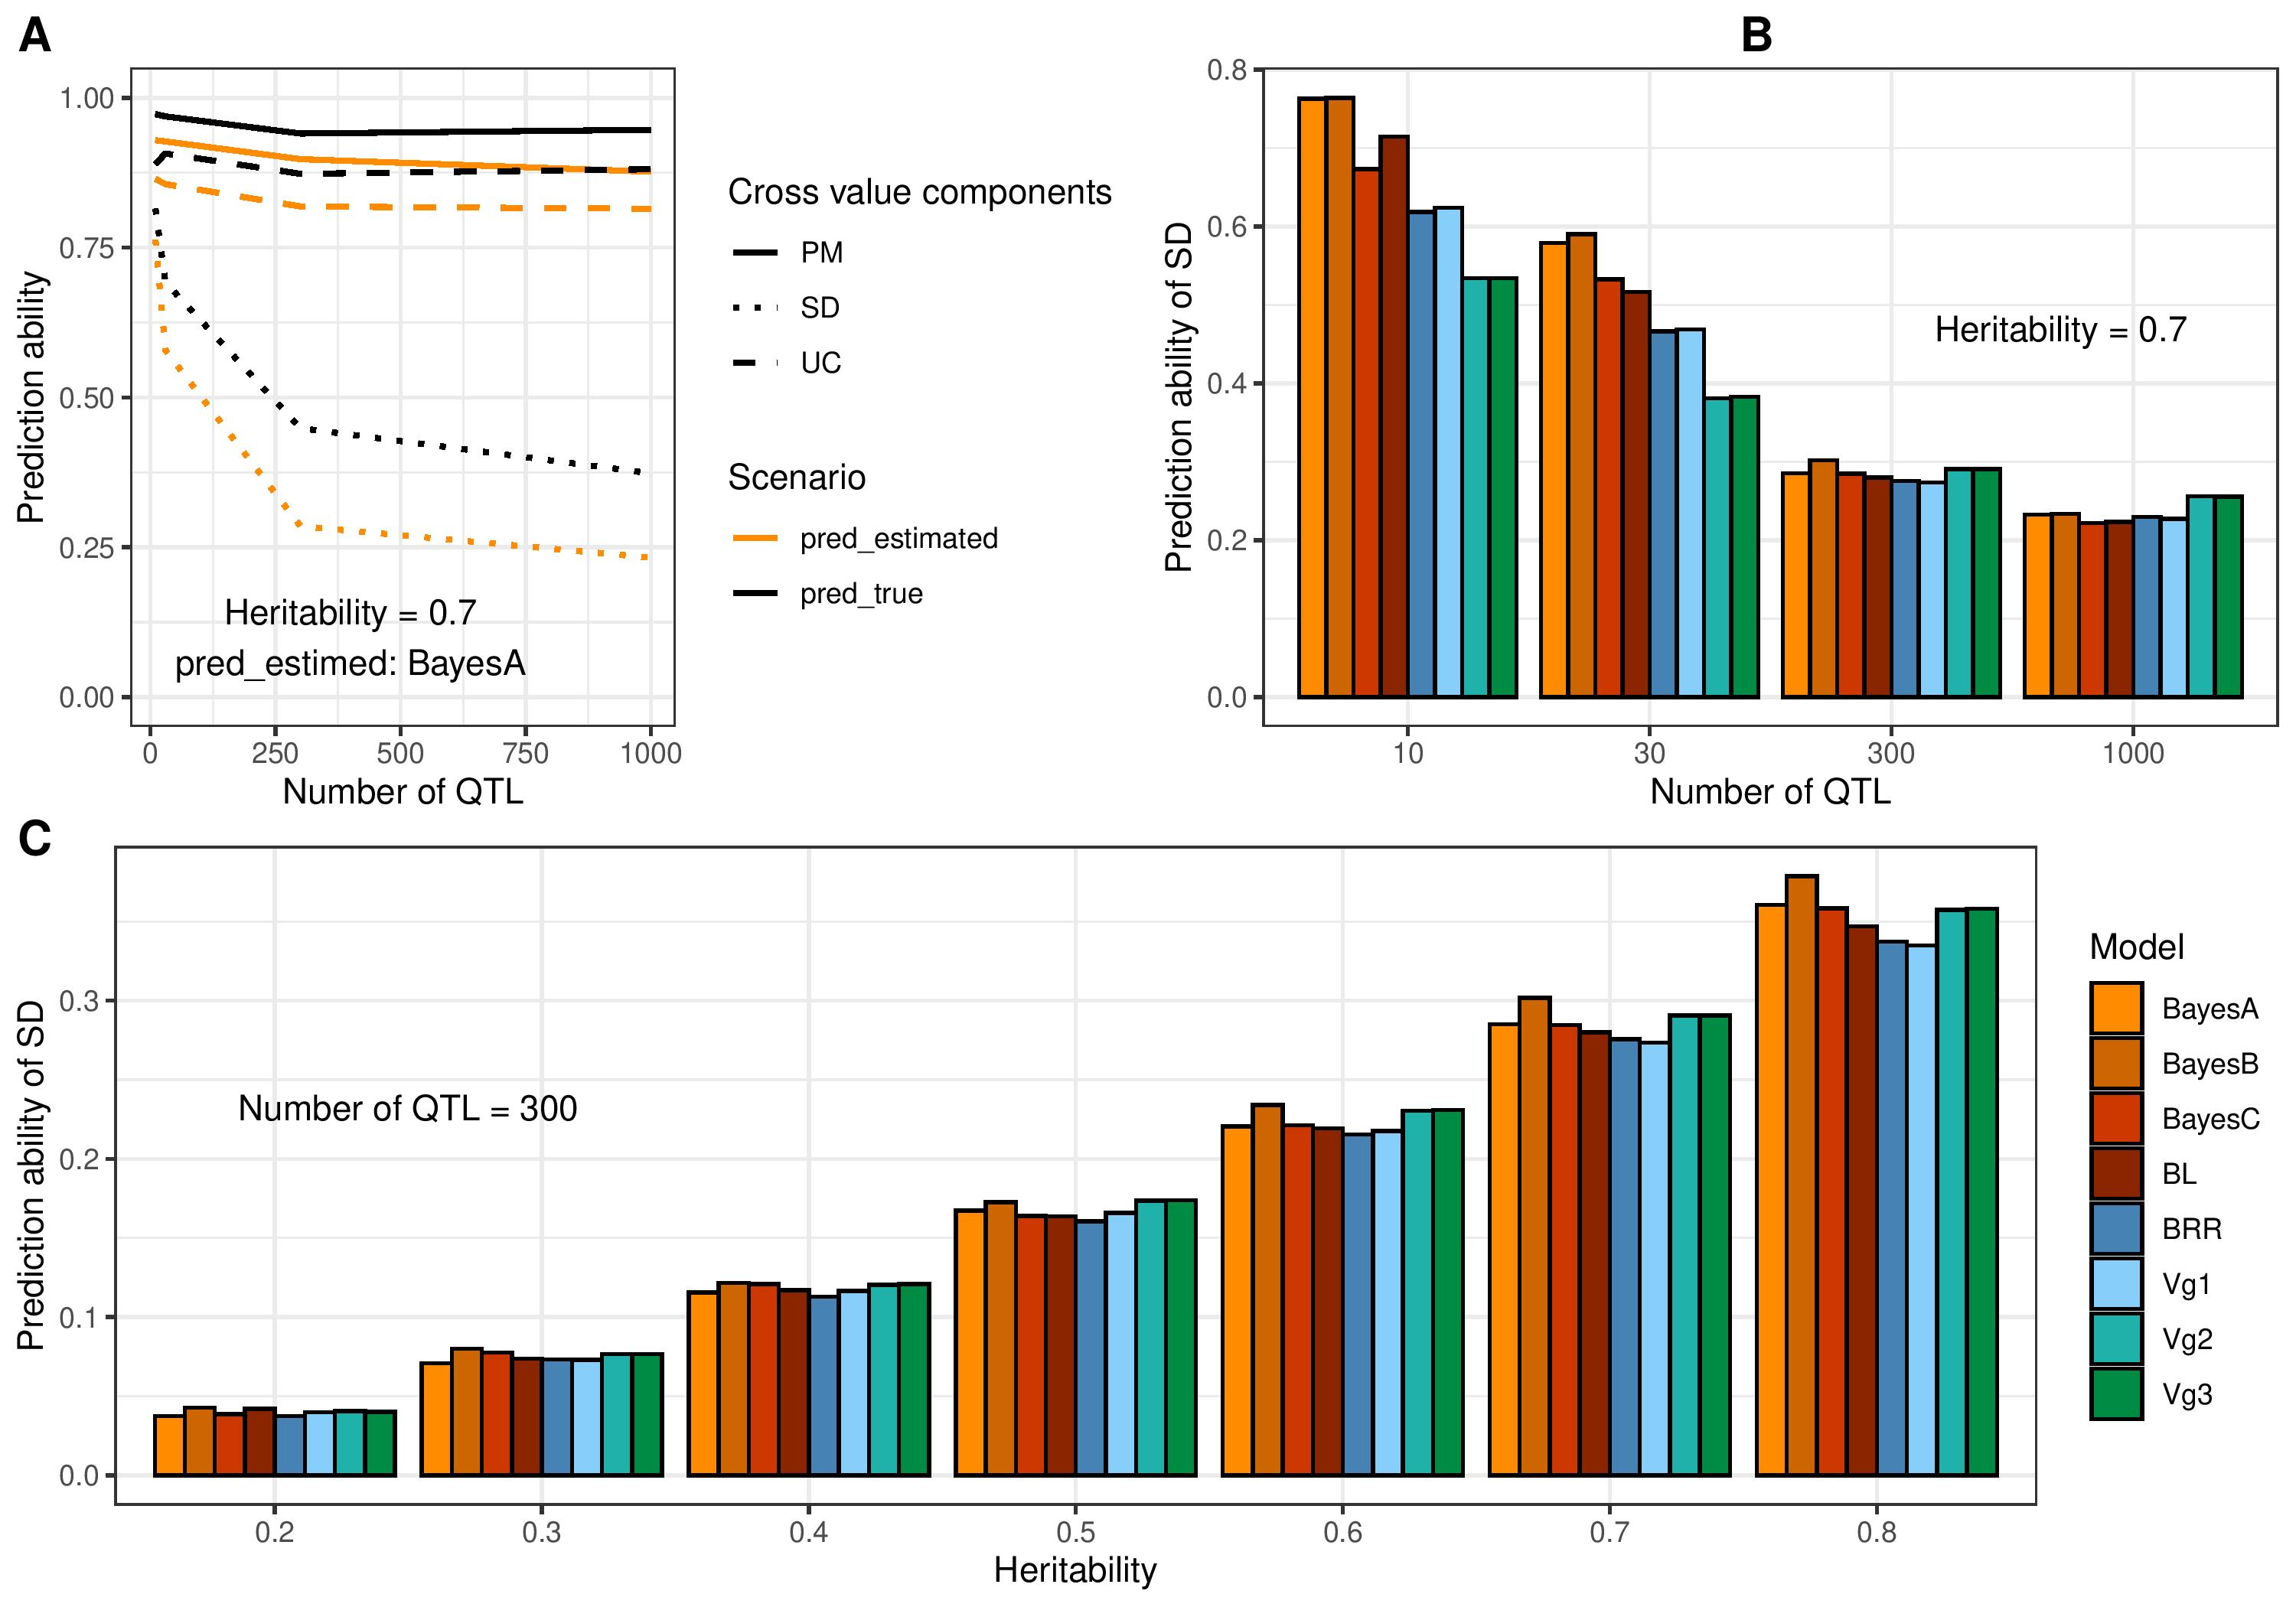 A
1.00
0.75
0.50
0.25
0.00
Prediction ability
Heritability = 0.7
pred_estimed: BayesA
0 250 500 750 1000
Number of QTL
Cross value components
PM
SD
UC
Scenario
pred_estimated
pred_true
B
0.8
0.6
0.4
0.2
0.0
Prediction ability of SD
Heritability = 0.7
10 30 300 1000
Number of QTL
C
0.3
0.2
0.1
0.0
Prediction ability of SD
Number of QTL = 300
0.2 0.3 0.4 0.5 0.6 0.7 0.8
Heritability
Model
BayesA
BayesB
BayesC
BL
BRR
Vg1
Vg2
Vg3